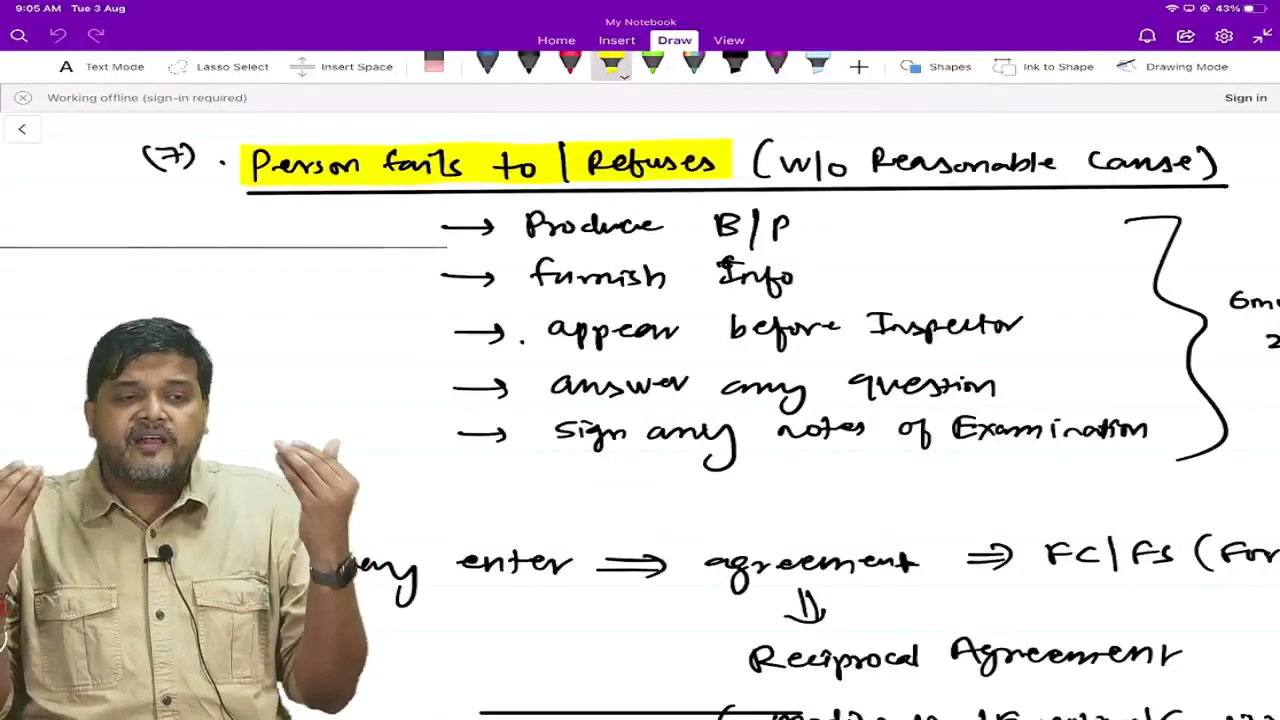 9:05 AM Tue 3 Aug
43%
My Notebook
Home Insert Draw View
A Text Mode Lasso Select Insert Space Shapes Ink to Shape Drawing Mode
Working offline (sign-in required) Sign in
(7). Person fails to / Refuses (w/o Reasonable Cause)
→ Produce B/P
→ furnish Info
→. appear before Inspector
→ answer any question
→ sign any notes of Examination
enter ⇒ agreement ⇒ FC/FS (For
⇓
Reciprocal Agreement